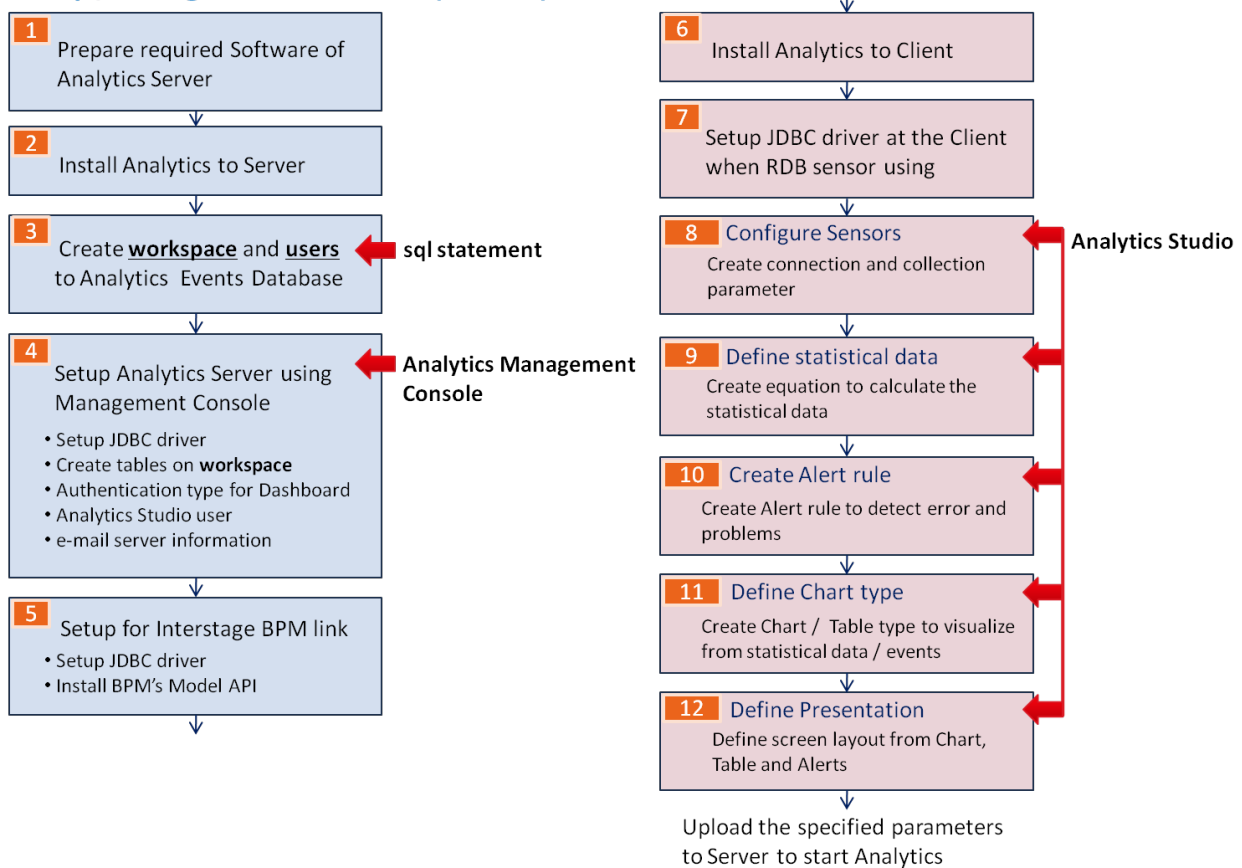 1
Prepare required Software of
Analytics Server
2
Install Analytics to Server
3
Create workspace and users
to Analytics Events Database
sql statement
4
Setup Analytics Server using
Management Console
• Setup JDBC driver
• Create tables on workspace
• Authentication type for Dashboard
• Analytics Studio user
• e-mail server information
Analytics Management
Console
5
Setup for Interstage BPM link
• Setup JDBC driver
• Install BPM's Model API
6
Install Analytics to Client
7
Setup JDBC driver at the Client
when RDB sensor using
8
Configure Sensors
Create connection and collection
parameter
Analytics Studio
9
Define statistical data
Create equation to calculate the
statistical data
10
Create Alert rule
Create Alert rule to detect error and
problems
11
Define Chart type
Create Chart / Table type to visualize
from statistical data / events
12
Define Presentation
Define screen layout from Chart,
Table and Alerts
Upload the specified parameters
to Server to start Analytics